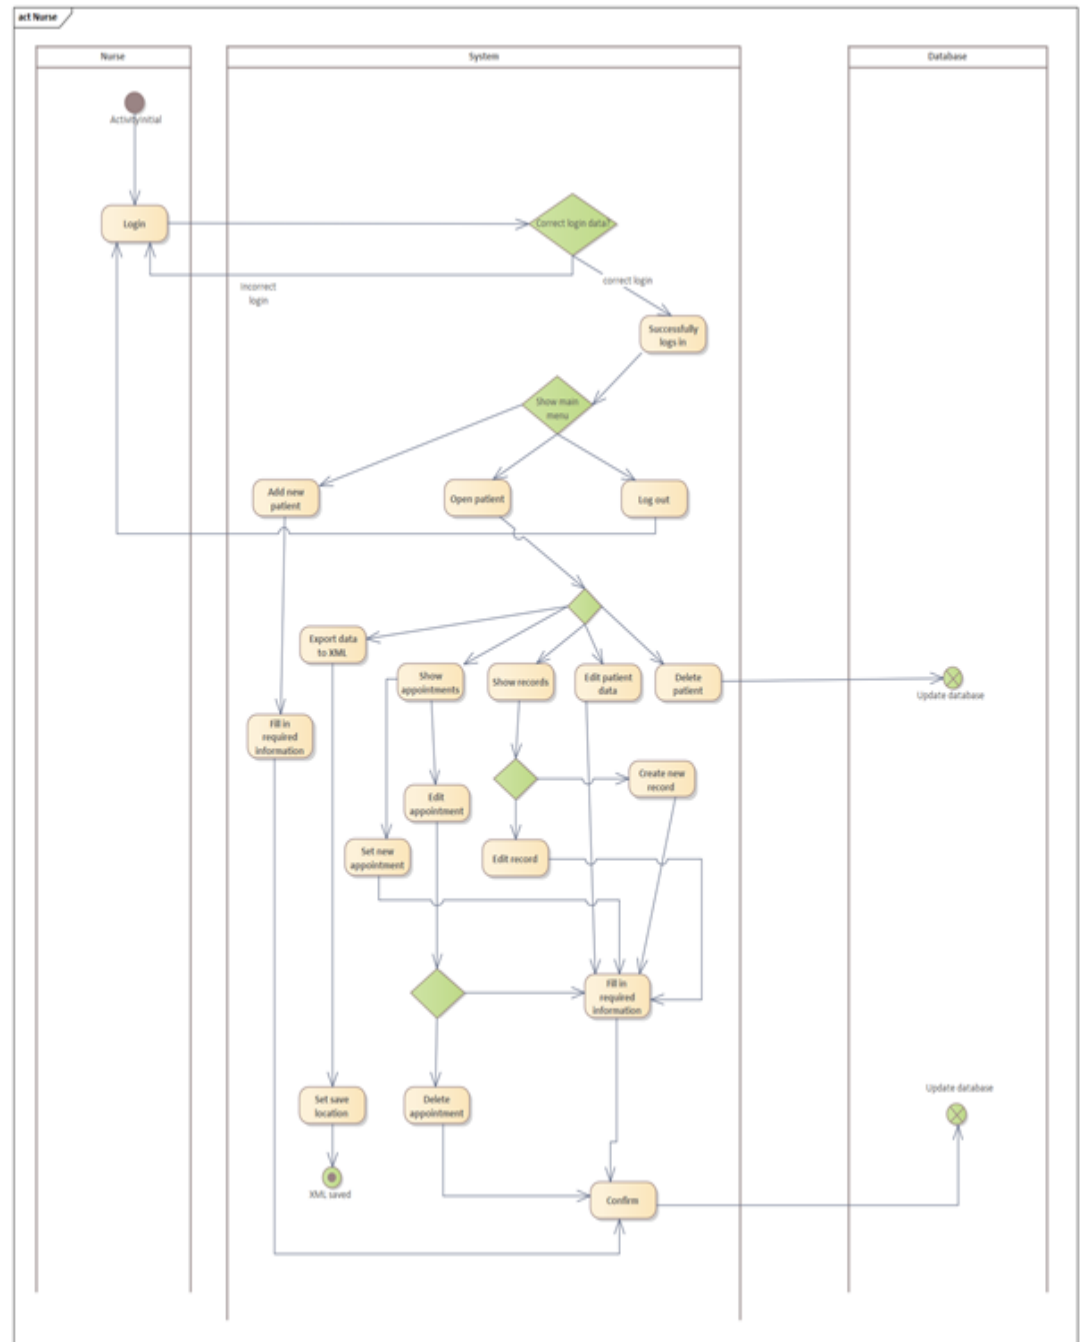 act Nurse
Nurse
System
Database
ActivityInitial
Login
Correct login data?
Incorrect
login
correct login
Successfully
logs in
Show main
menu
Add new
patient
Open patient
Log out
Export data
to XML
Show
appointments
Show records
Edit patient
data
Delete
patient
Update database
Fill in
required
information
Create new
record
Edit
appointment
Set new
appointment
Edit record
Fill in
required
information
Set save
location
Delete
appointment
Update database
XML saved
Confirm